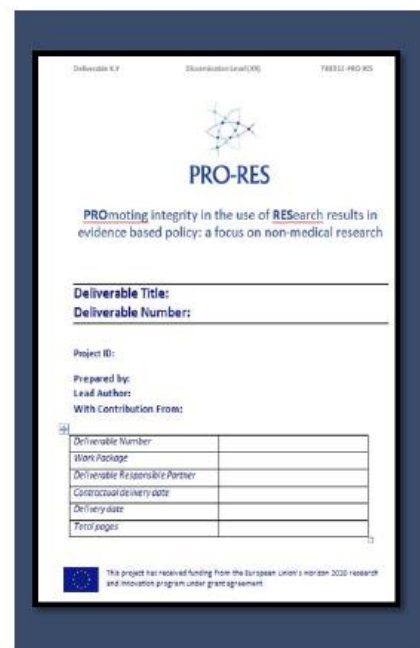 Deliverable X.Y Dissemination Level (XX) 788352-PRO-RES
PRO-RES
PROmoting integrity in the use of RESearch results in
evidence based policy: a focus on non-medical research
Deliverable Title:
Deliverable Number:
Project ID:
Prepared by:
Lead Author:
With Contribution From:
Deliverable Number
Work Package
Deliverable Responsible Partner
Contractual delivery date
Delivery date
Total pages
This project has received funding from the European Union's Horizon 2020 research
and innovation program under grant agreement